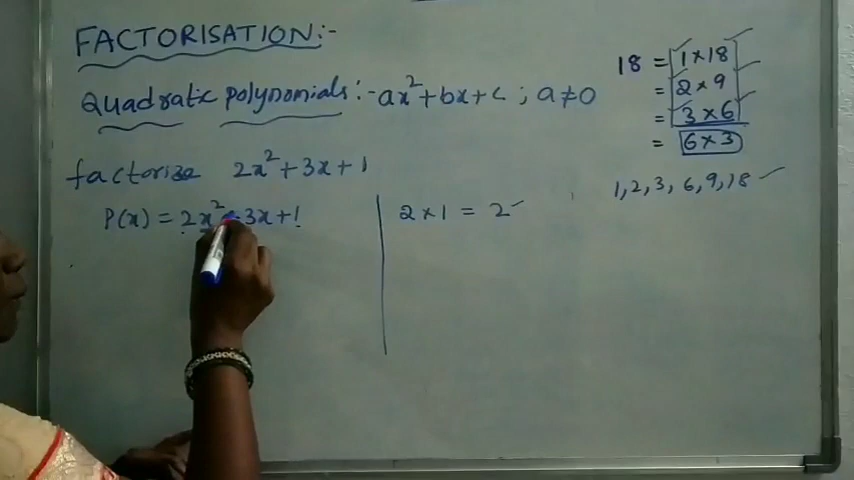 FACTORISATION:-
Quadratic polynomials:- ax²+bx+c ; a≠0
factorize 2x²+3x+1
P(x) = 2x² 3x+1
2×1 = 2
18 = 1×18
= 2×9
= 3×6
= 6×3
1,2,3,6,9,18